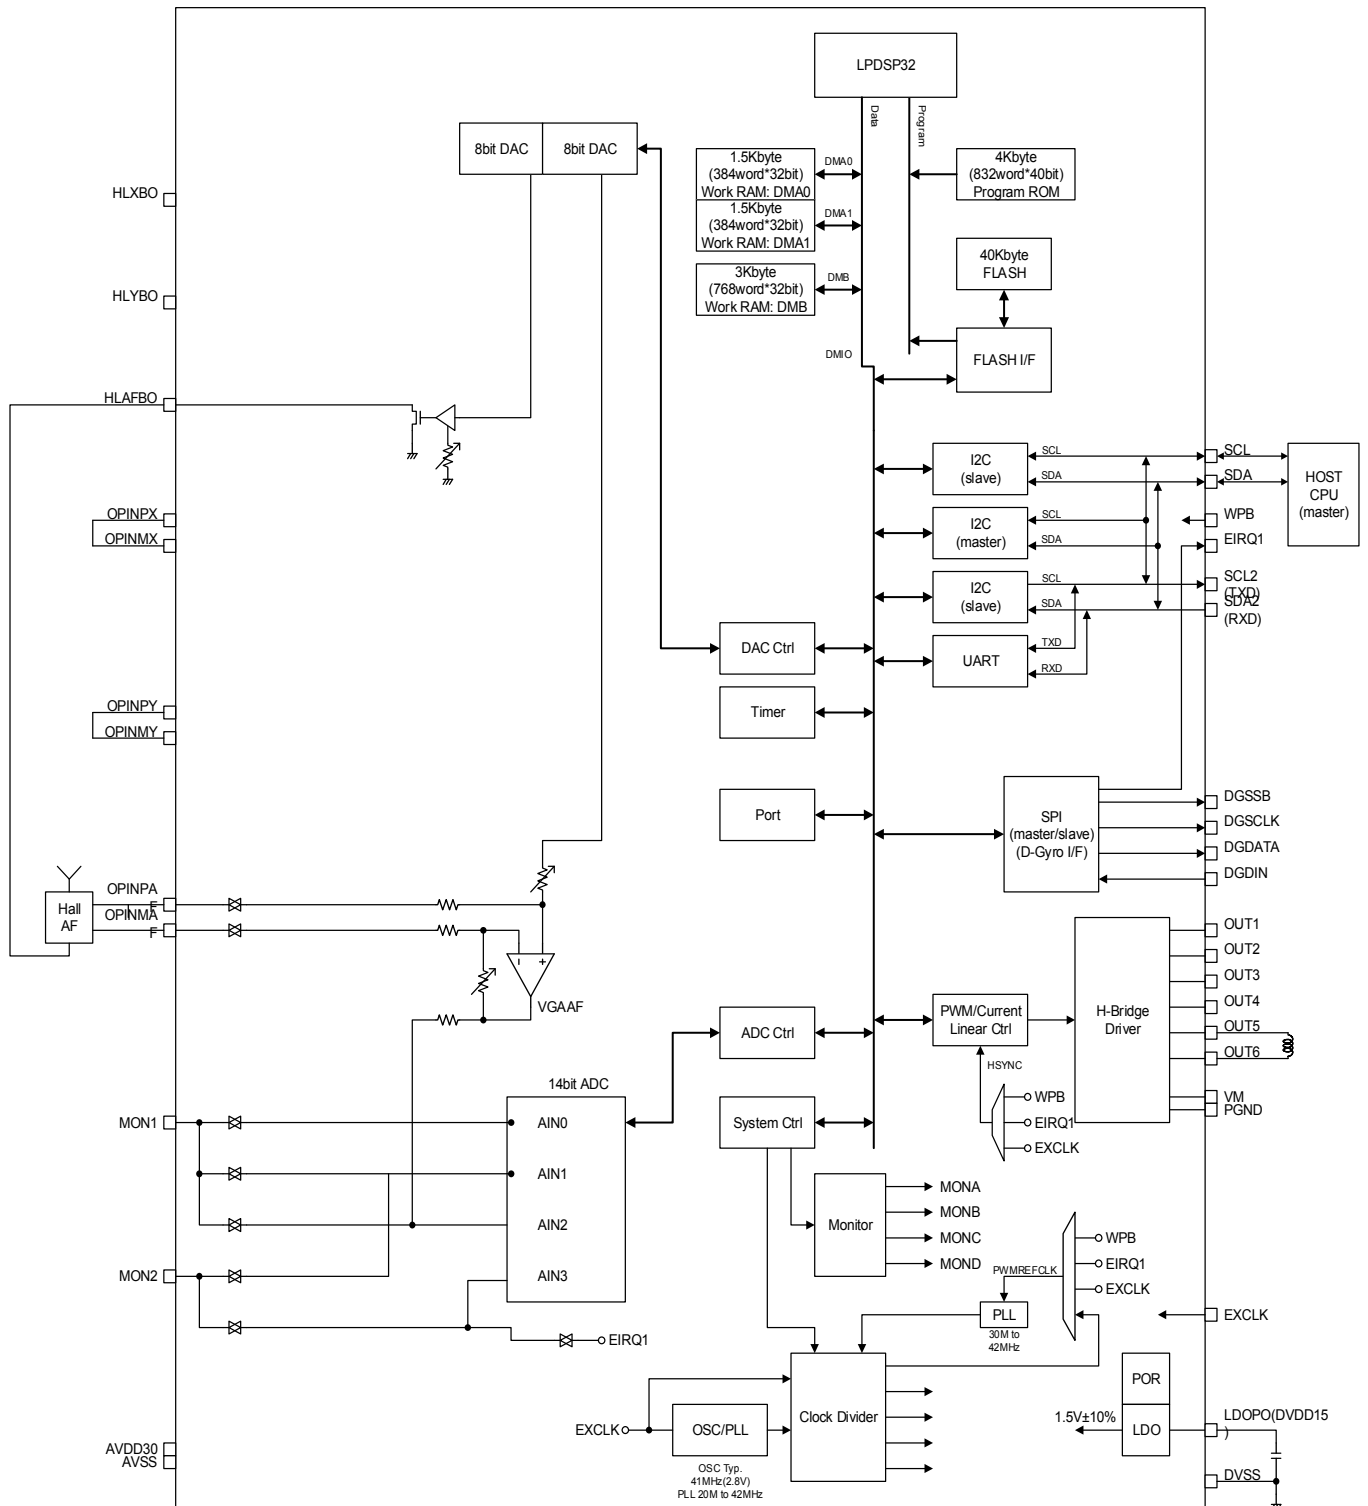 LPDSP32
Data
Program
8bit DAC
8bit DAC
1.5Kbyte
(384word*32bit)
Work RAM: DMA0
DMA0
4Kbyte
(832word*40bit)
Program ROM
HLXBO
1.5Kbyte
(384word*32bit)
Work RAM: DMA1
DMA1
40Kbyte
FLASH
3Kbyte
(768word*32bit)
Work RAM: DMB
DMB
HLYBO
DMIO
FLASH I/F
HLAFBO
I2C
(slave)
SCL
SDA
SCL
SDA
HOST
CPU
(master)
OPINPX
OPINMX
I2C
(master)
SCL
SDA
WPB
EIRQ1
I2C
(slave)
SCL
SDA
SCL2
(TXD)
SDA2
(RXD)
DAC Ctrl
UART
TXD
RXD
Timer
OPINPY
OPINMY
Port
SPI
(master/slave)
(D-Gyro I/F)
DGSSB
DGSCLK
DGDATA
DGDIN
Hall
AF
OPINPA
F
OPINMA
F
- +
VGAAF
OUT1
OUT2
OUT3
OUT4
OUT5
OUT6
H-Bridge
Driver
PWM/Current
Linear Ctrl
ADC Ctrl
HSYNC
WPB
EIRQ1
EXCLK
VM
PGND
14bit ADC
MON1
AIN0
AIN1
AIN2
AIN3
MON2
System Ctrl
Monitor
MONA
MONB
MONC
MOND
WPB
EIRQ1
EXCLK
PWMREFCLK
PLL
30M to
42MHz
EXCLK
EIRQ1
EXCLK
OSC/PLL
OSC Typ.
41MHz(2.8V)
PLL 20M to 42MHz
Clock Divider
POR
LDO
1.5V±10%
LDOPO(DVDD15
)
DVSS
AVDD30
AVSS